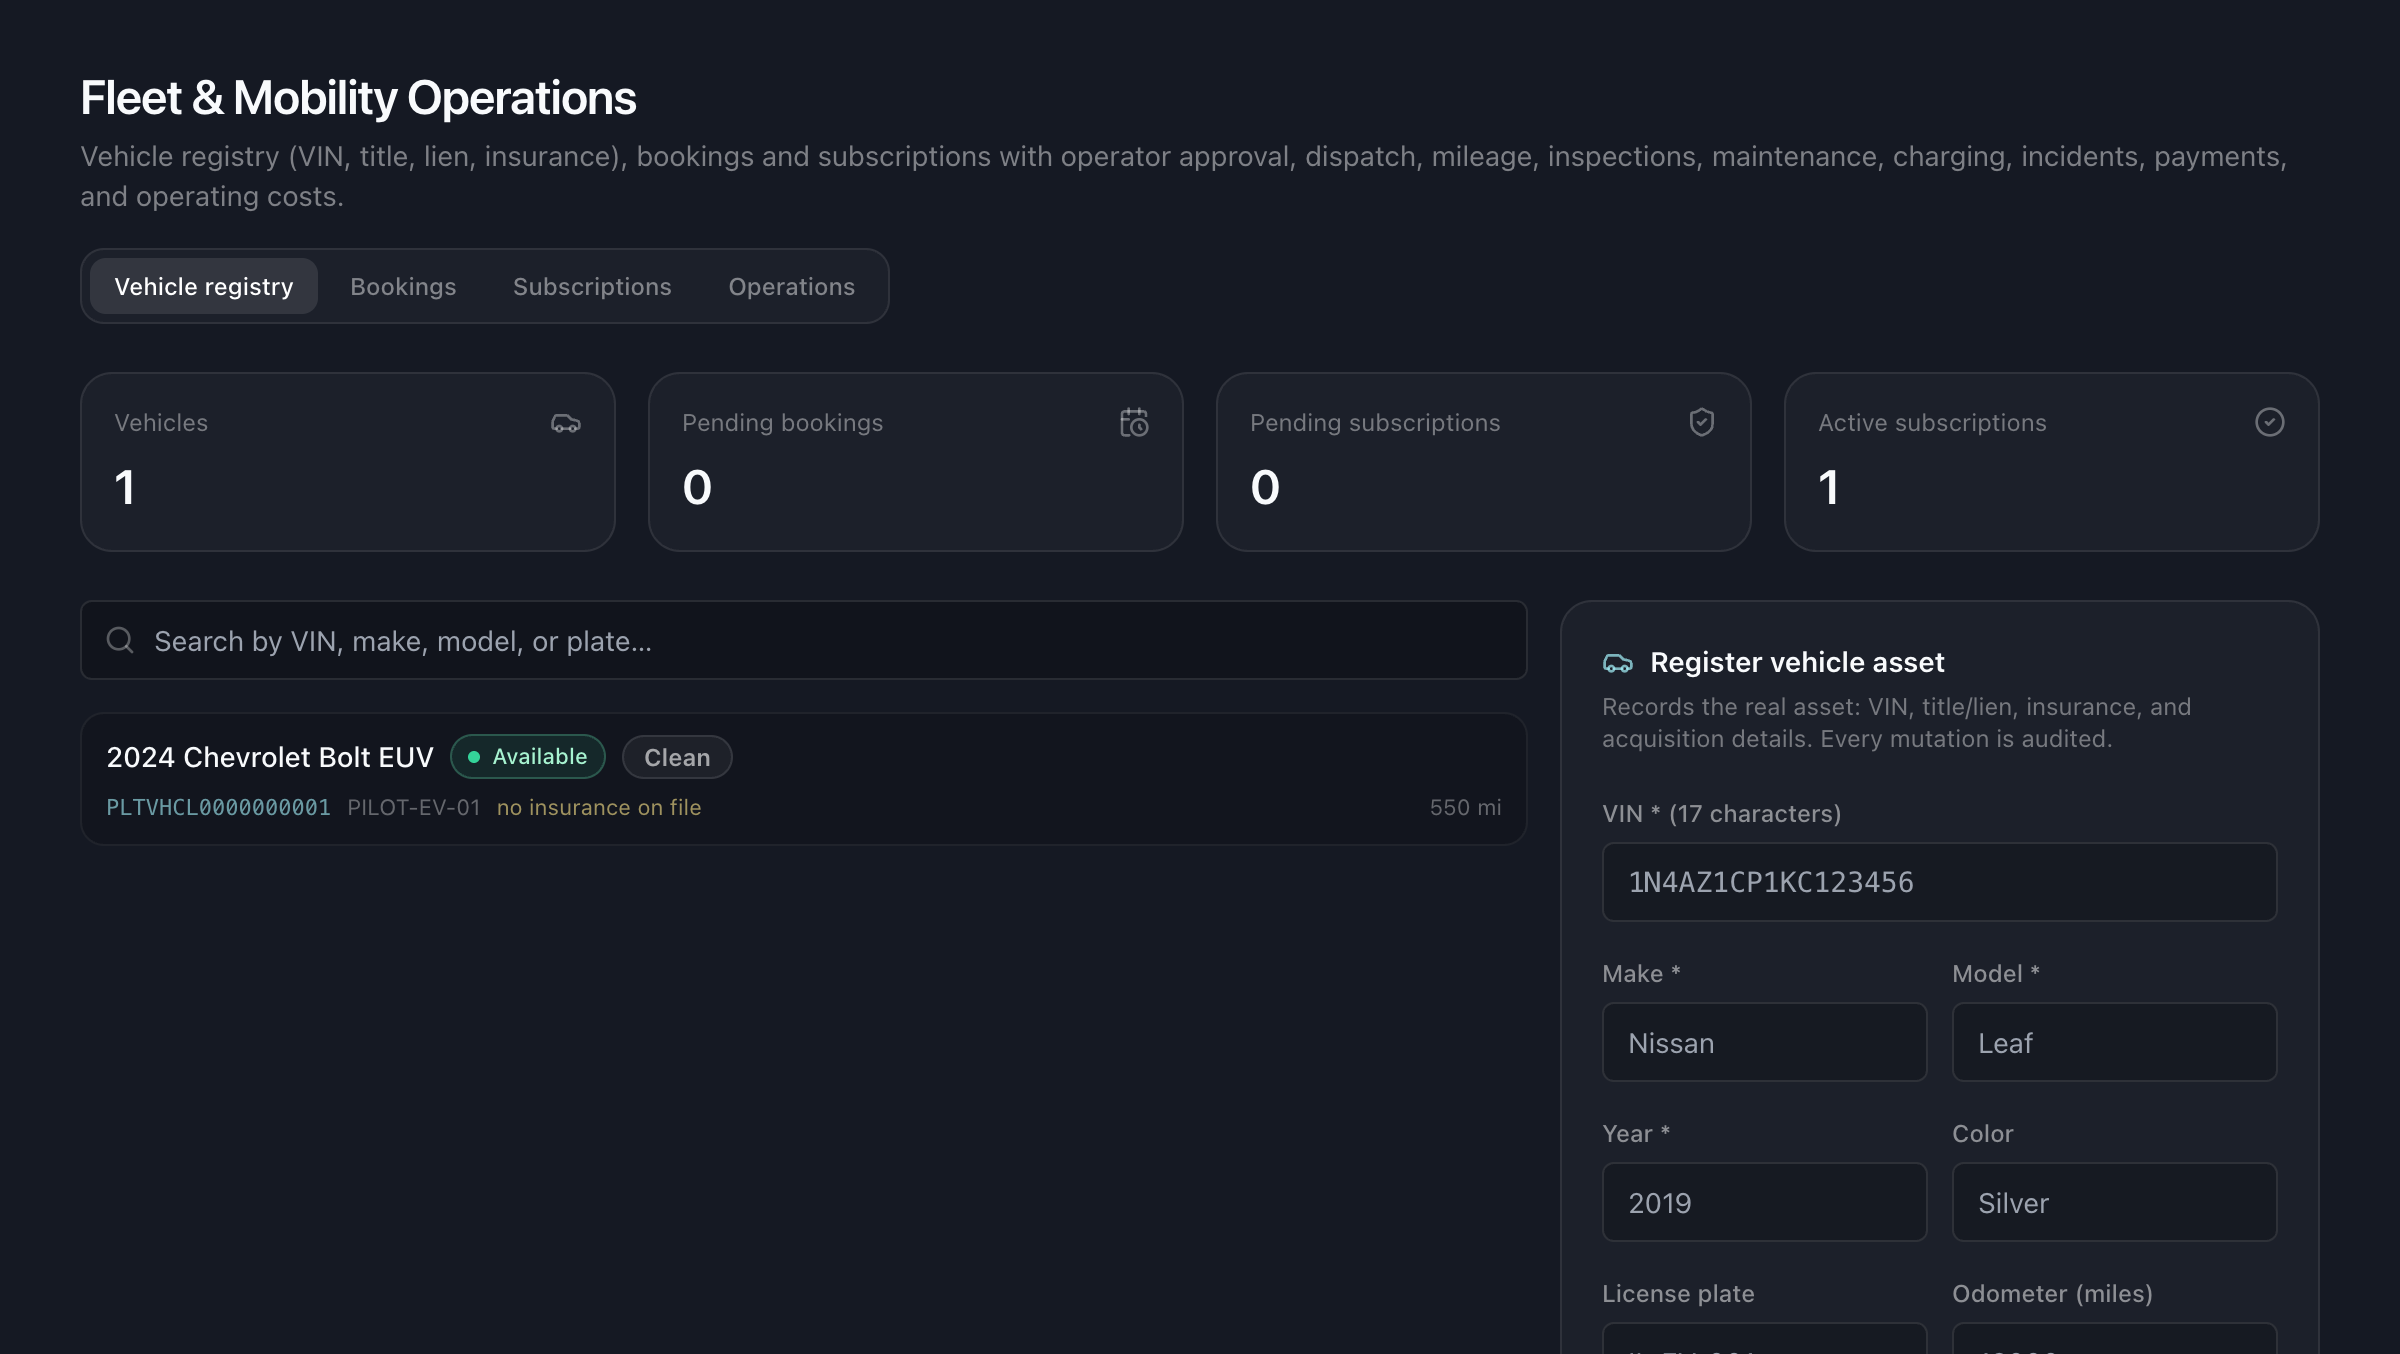 Fleet & Mobility Operations
Vehicle registry (VIN, title, lien, insurance), bookings and subscriptions with operator approval, dispatch, mileage, inspections, maintenance, charging, incidents, payments,
and operating costs.
Vehicle registry Bookings Subscriptions Operations
Vehicles
1
Pending bookings
0
Pending subscriptions
0
Active subscriptions
1
Search by VIN, make, model, or plate...
2024 Chevrolet Bolt EUV Available Clean
PLTVHCL0000000001 PILOT-EV-01 no insurance on file 550 mi
Register vehicle asset
Records the real asset: VIN, title/lien, insurance, and
acquisition details. Every mutation is audited.
VIN * (17 characters)
1N4AZ1CP1KC123456
Make * Model *
Nissan Leaf
Year * Color
2019 Silver
License plate Odometer (miles)